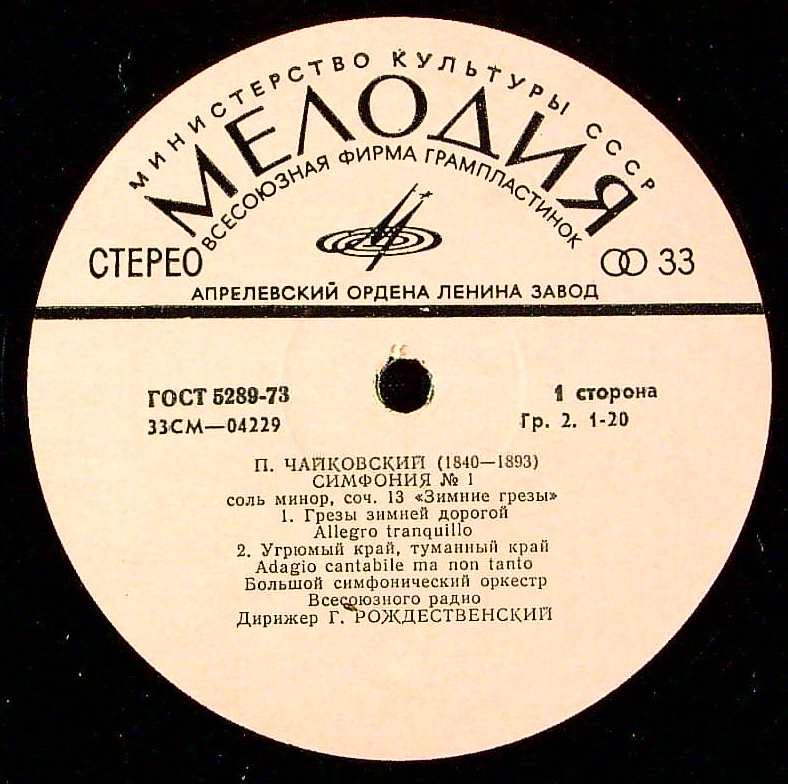 МИНИСТЕРСТВО КУЛЬТУРЫ СССР
МЕЛОДИЯ
ВСЕСОЮЗНАЯ ФИРМА ГРАМПЛАСТИНОК
СТЕРЕО
33
АПРЕЛЕВСКИЙ ОРДЕНА ЛЕНИНА ЗАВОД
ГОСТ 5289-73
1 сторона
33СМ—04229
Гр. 2. 1-20
П. ЧАЙКОВСКИЙ (1840—1893)
СИМФОНИЯ № 1
соль минор, соч. 13 «Зимние грезы»
1. Грезы зимней дорогой
Allegro tranquillo
2. Угрюмый край, туманный край
Adagio cantabile ma non tanto
Большой симфонический оркестр
Всесоюзного радио
Дирижер Г. РОЖДЕСТВЕНСКИЙ